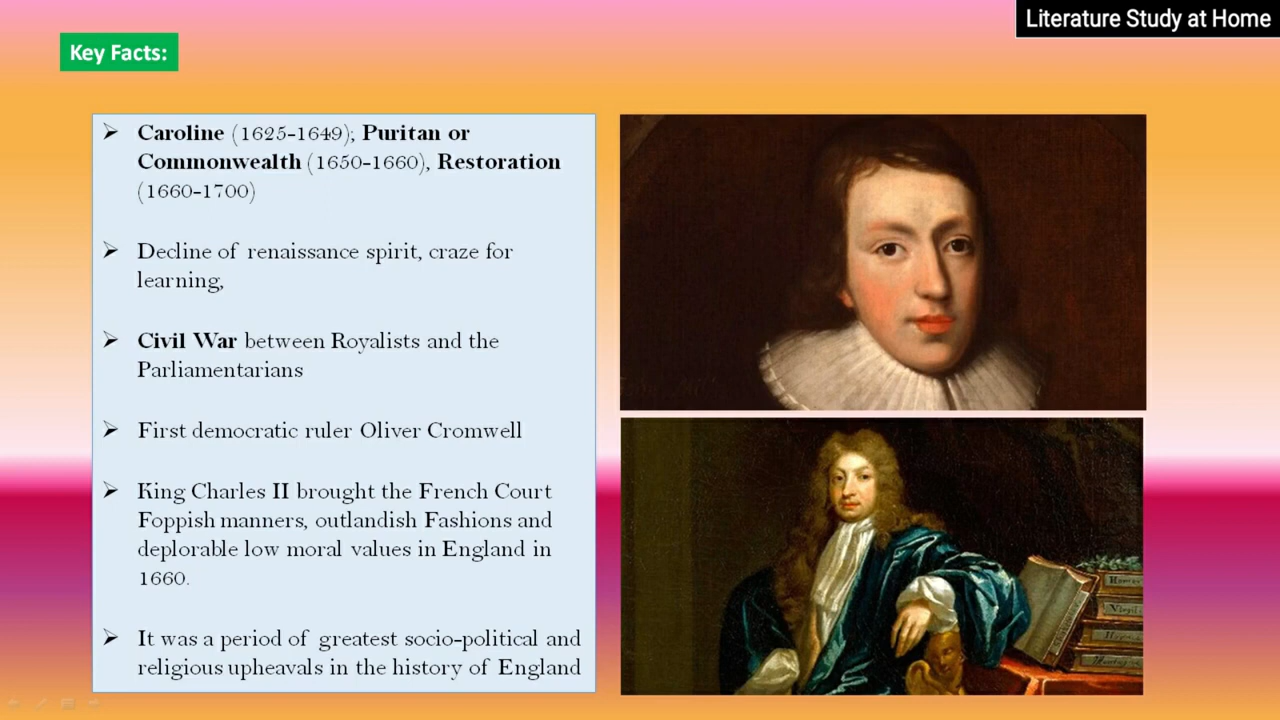 Literature Study at Home
Key Facts:
➢ Caroline (1625-1649); Puritan or
Commonwealth (1650-1660), Restoration
(1660-1700)
➢ Decline of renaissance spirit, craze for
learning,
➢ Civil War between Royalists and the
Parliamentarians
➢ First democratic ruler Oliver Cromwell
➢ King Charles II brought the French Court
Foppish manners, outlandish Fashions and
deplorable low moral values in England in
1660.
➢ It was a period of greatest socio-political and
religious upheavals in the history of England